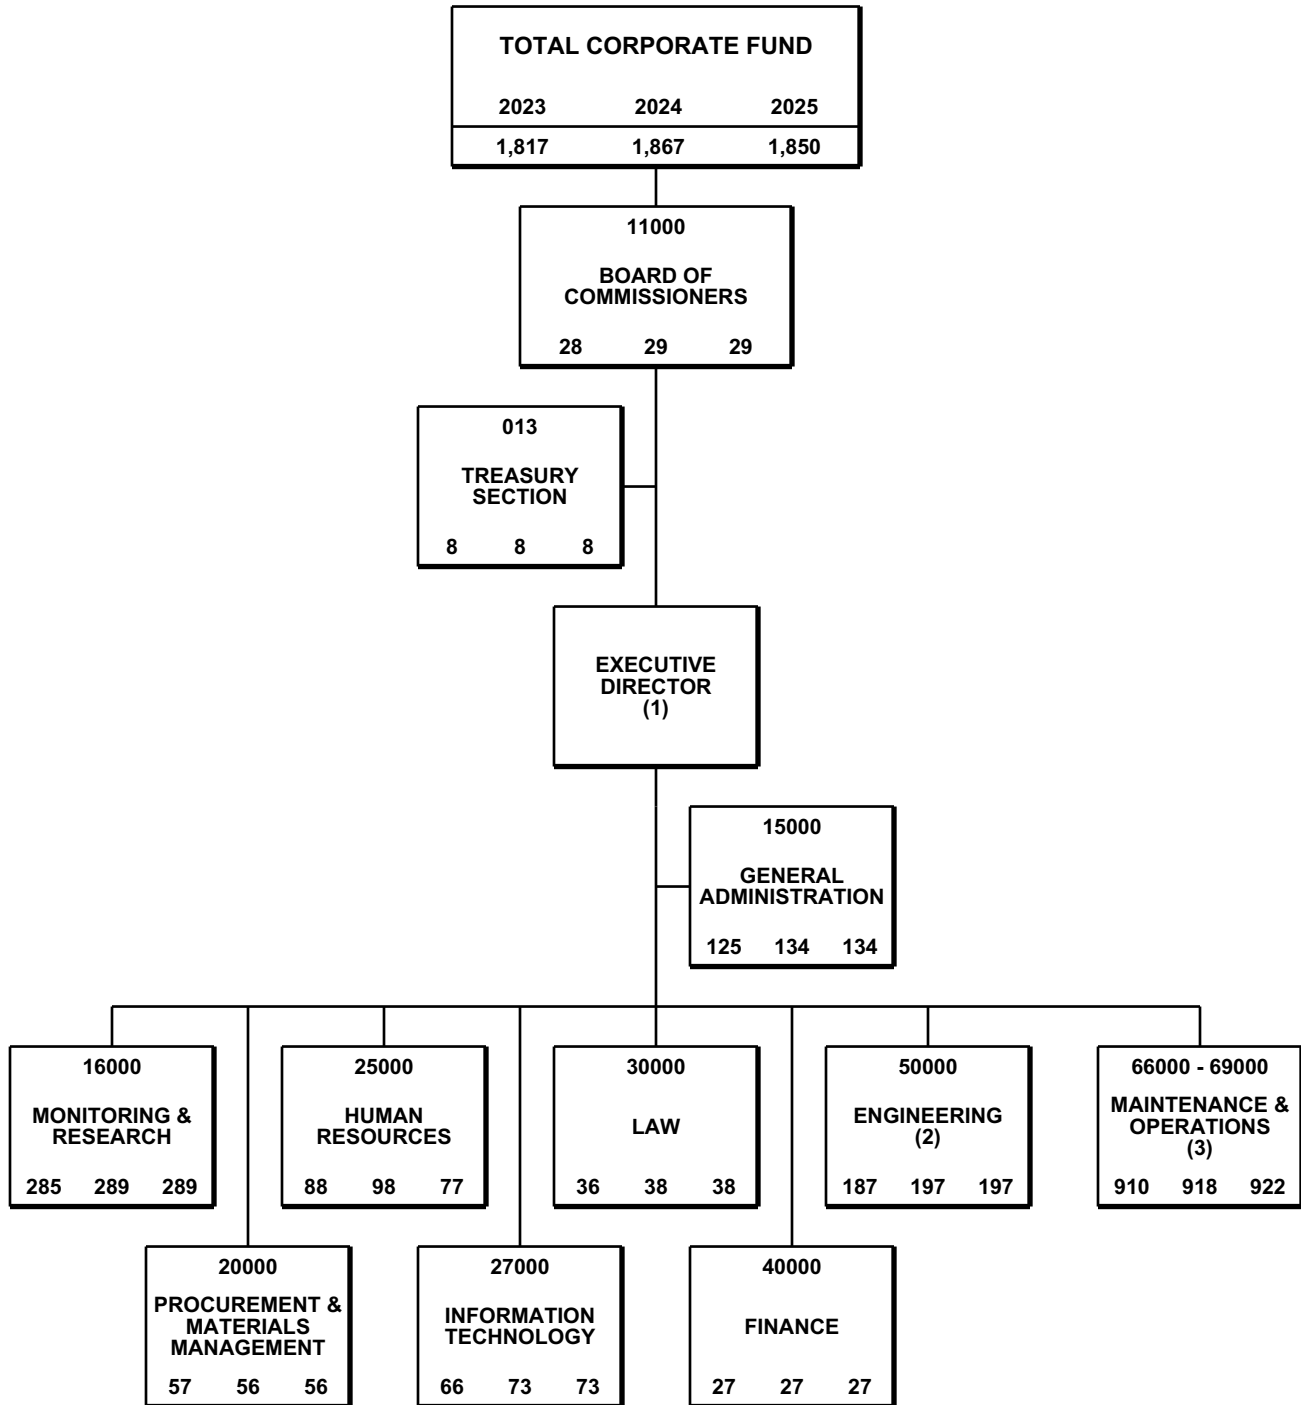 TOTAL CORPORATE FUND
2023 2024 2025
1,817 1,867 1,850
11000
BOARD OF
COMMISSIONERS
28 29 29
013
TREASURY
SECTION
8 8 8
EXECUTIVE
DIRECTOR
(1)
15000
GENERAL
ADMINISTRATION
125 134 134
16000
MONITORING &
RESEARCH
285 289 289
25000
HUMAN
RESOURCES
88 98 77
30000
LAW
36 38 38
50000
ENGINEERING
(2)
187 197 197
66000 - 69000
MAINTENANCE &
OPERATIONS
(3)
910 918 922
20000
PROCUREMENT &
MATERIALS
MANAGEMENT
57 56 56
27000
INFORMATION
TECHNOLOGY
66 73 73
40000
FINANCE
27 27 27